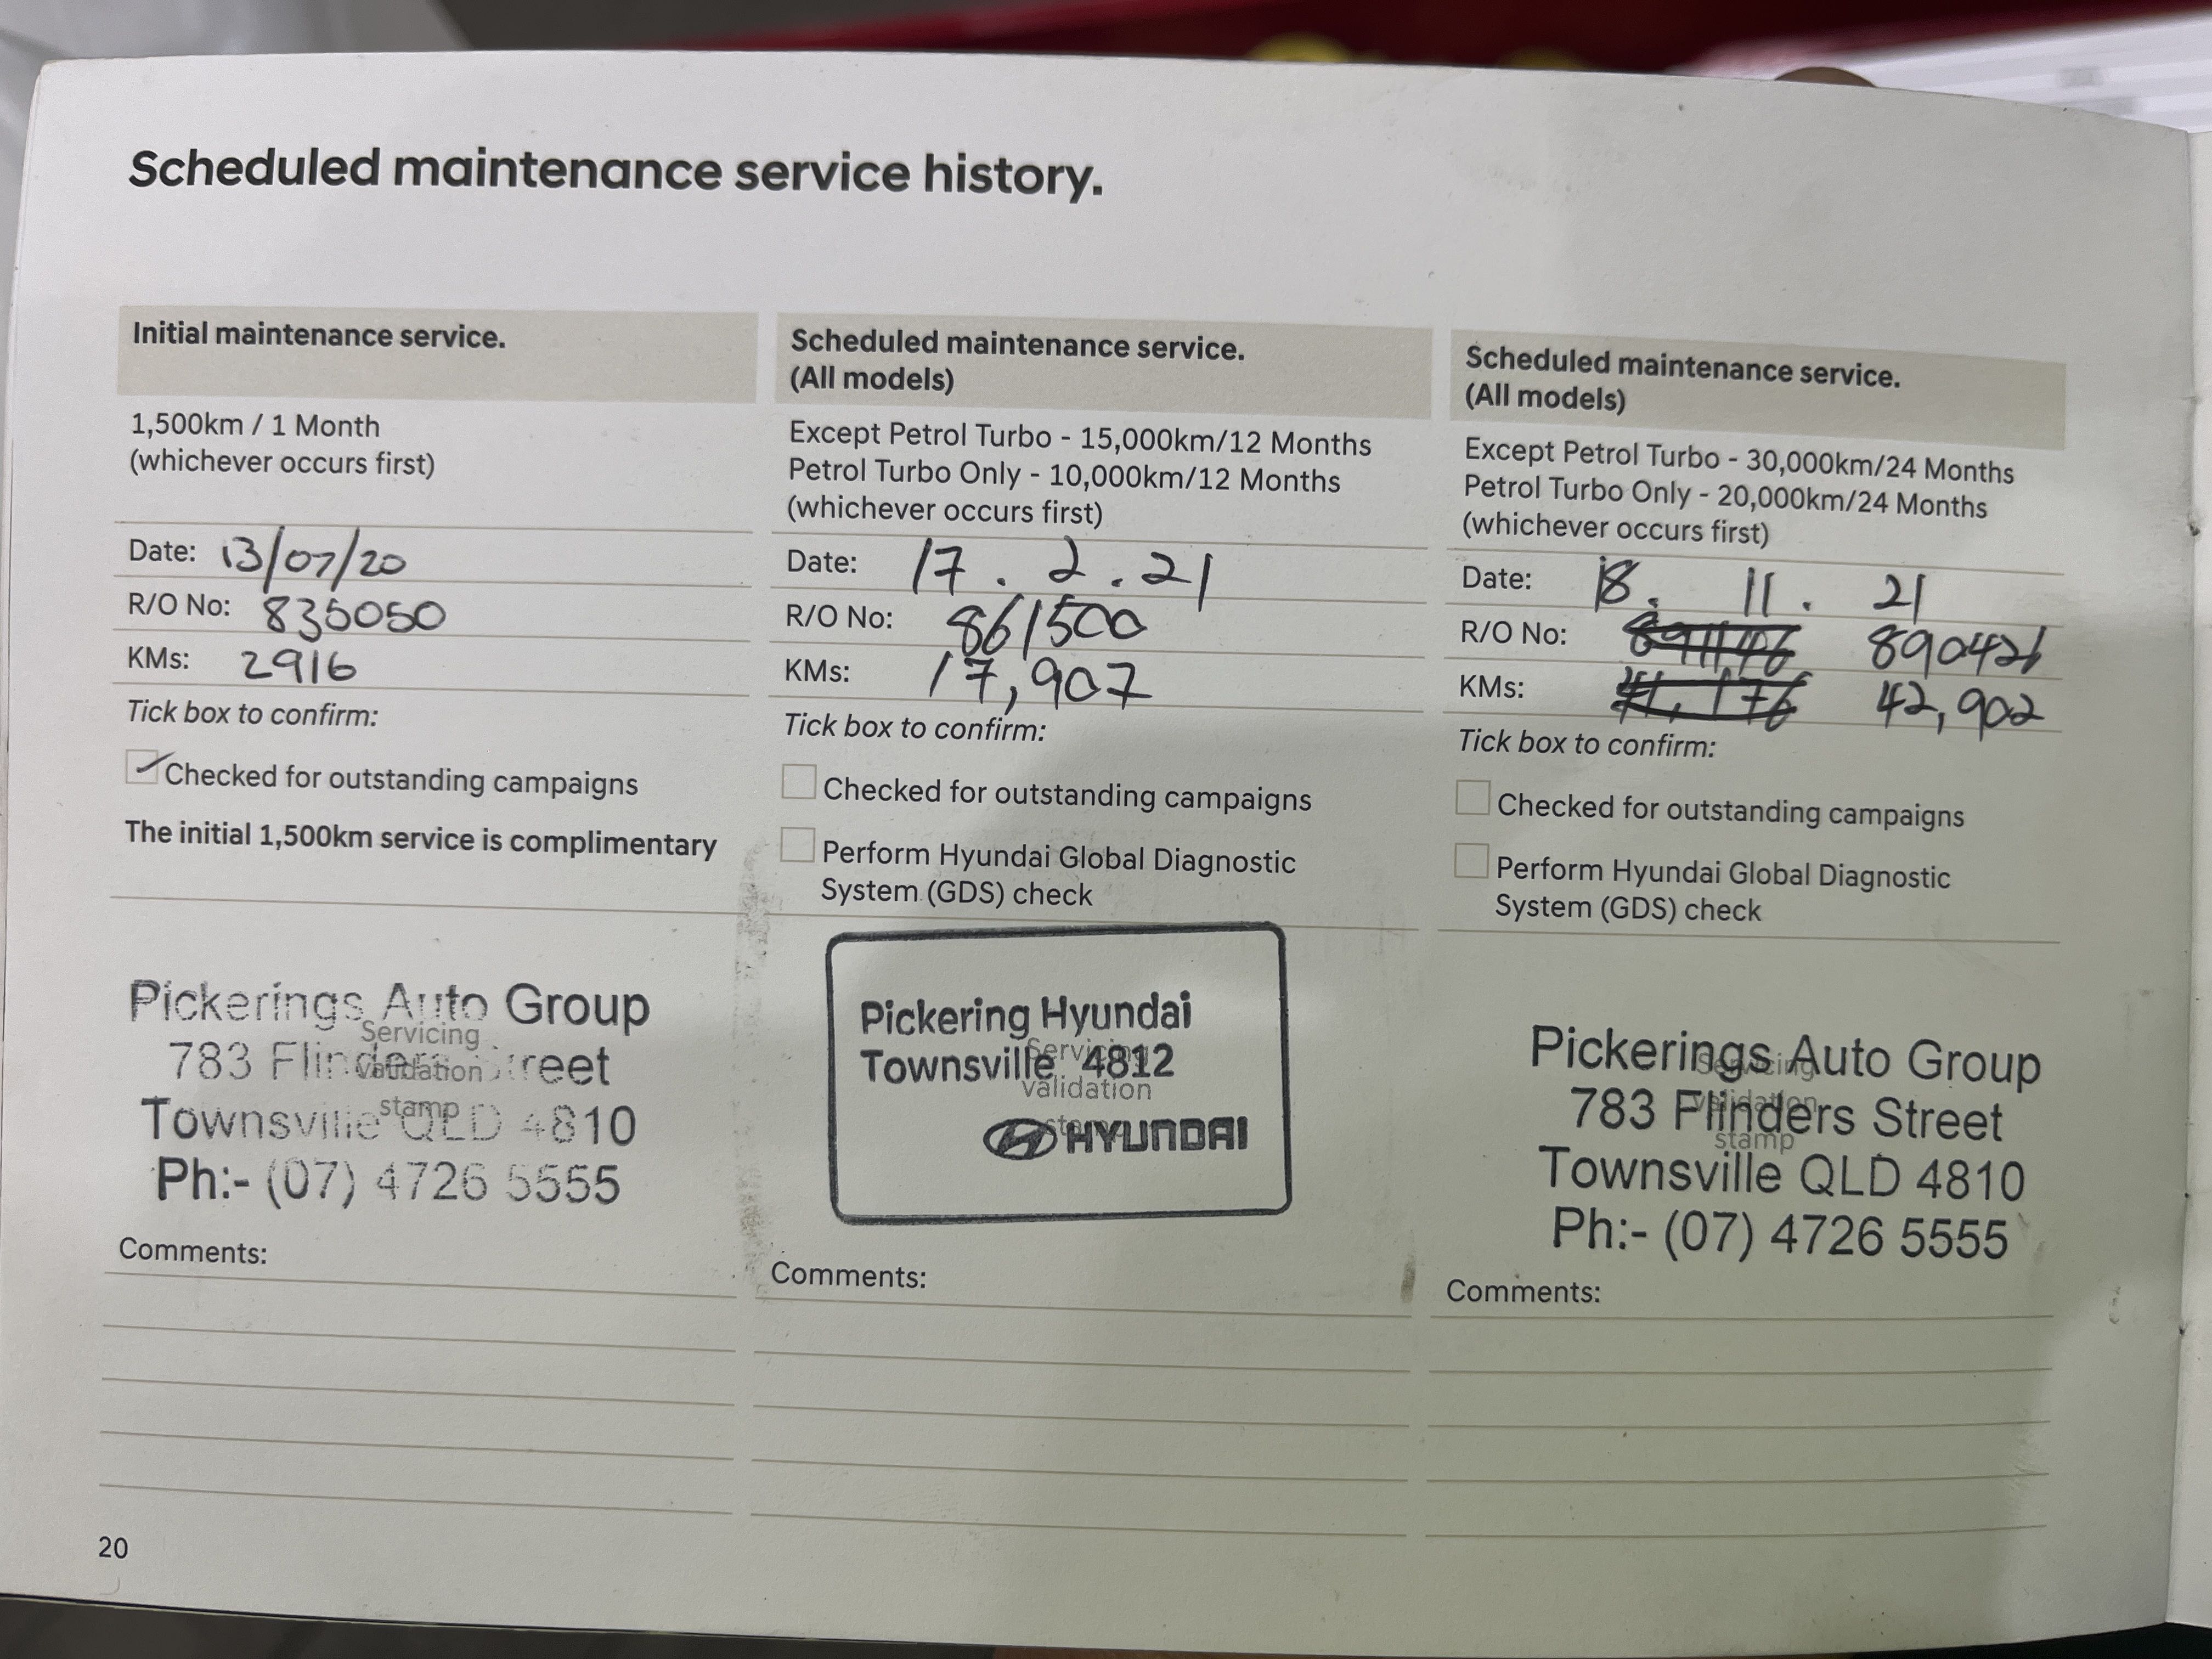 Scheduled maintenance service history.
Initial maintenance service.
1,500km / 1 Month
(whichever occurs first)
Date: 13/07/20
R/O No: 835050
KMs: 2916
Tick box to confirm:
Checked for outstanding campaigns
The initial 1,500km service is complimentary
Pickerings Auto Group
783 Flinders Street
Townsville QLD 4810
Ph:- (07) 4726 5555
Servicing
validation
stamp
Comments:
Scheduled maintenance service.
(All models)
Except Petrol Turbo - 15,000km/12 Months
Petrol Turbo Only - 10,000km/12 Months
(whichever occurs first)
Date: 17. 2. 21
R/O No: 861500
KMs: 17,907
Tick box to confirm:
Checked for outstanding campaigns
Perform Hyundai Global Diagnostic
System (GDS) check
Pickering Hyundai
Townsville 4812
HYUNDAI
Servicing
validation
stamp
Comments:
Scheduled maintenance service.
(All models)
Except Petrol Turbo - 30,000km/24 Months
Petrol Turbo Only - 20,000km/24 Months
(whichever occurs first)
Date: 18. 11. 21
R/O No: 890421
KMs: 42,902
Tick box to confirm:
Checked for outstanding campaigns
Perform Hyundai Global Diagnostic
System (GDS) check
Pickerings Auto Group
783 Flinders Street
Townsville QLD 4810
Ph:- (07) 4726 5555
Servicing
validation
stamp
Comments:
20